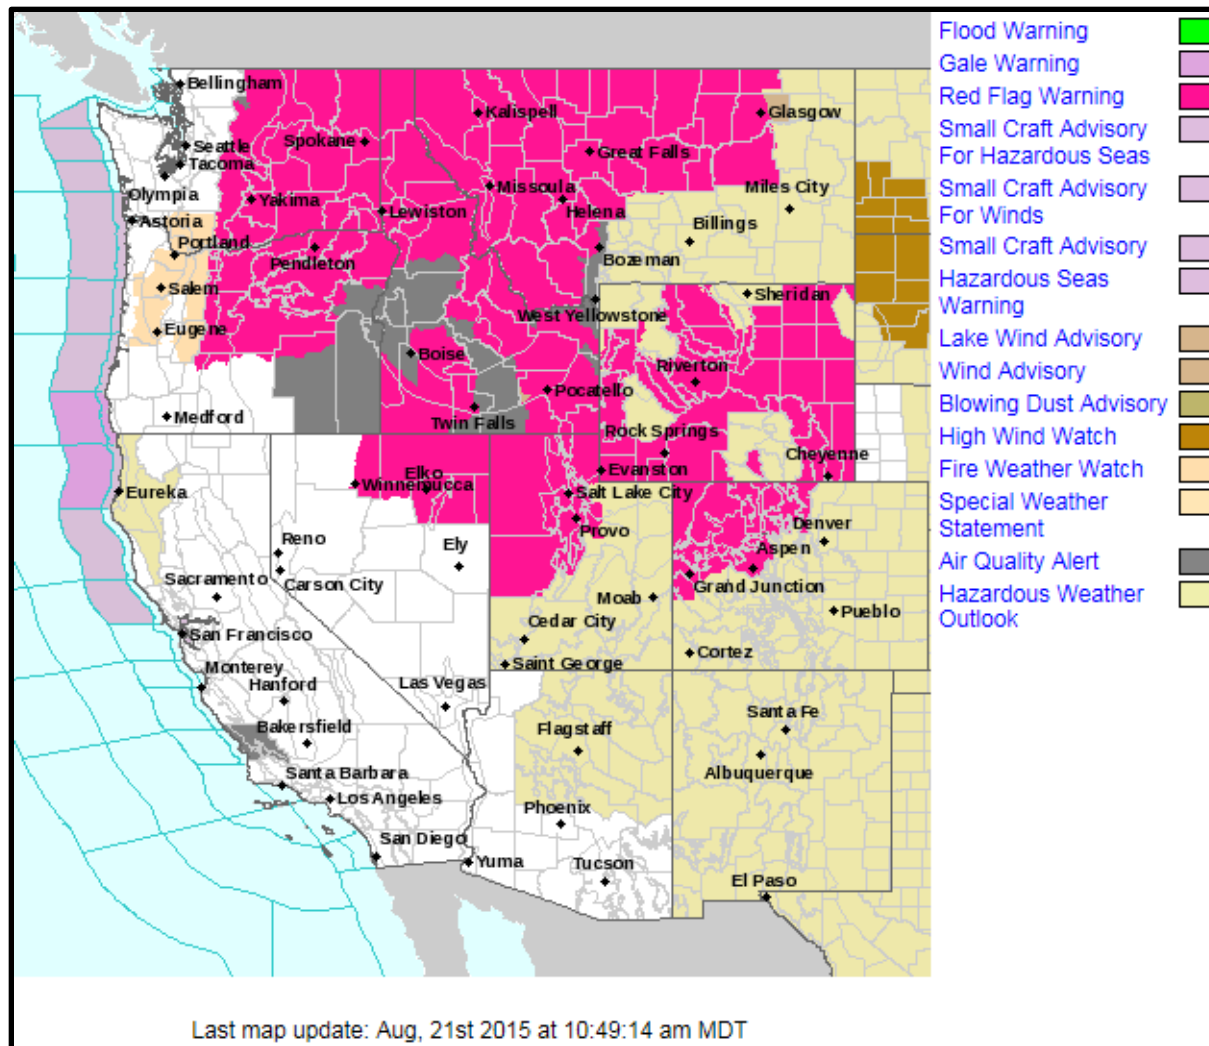 Bellingham
Seattle
Tacoma
Olympia
Astoria
Portland
Salem
Eugene
Medford
Spokane
Yakima
Pendleton
Lewiston
Kalispell
Great Falls
Missoula
Helena
Glasgow
Miles City
Billings
Bozeman
West Yellowstone
Sheridan
Boise
Pocatello
Twin Falls
Riverton
Rock Springs
Evanston
Cheyenne
Elko
Winnemucca
Salt Lake City
Provo
Eureka
Reno
Carson City
Ely
Sacramento
San Francisco
Monterey
Hanford
Bakersfield
Las Vegas
Santa Barbara
Los Angeles
San Diego
Yuma
Moab
Cedar City
Saint George
Denver
Aspen
Grand Junction
Pueblo
Cortez
Flagstaff
Phoenix
Tucson
Santa Fe
Albuquerque
El Paso
Flood Warning
Gale Warning
Red Flag Warning
Small Craft Advisory
For Hazardous Seas
Small Craft Advisory
For Winds
Small Craft Advisory
Hazardous Seas
Warning
Lake Wind Advisory
Wind Advisory
Blowing Dust Advisory
High Wind Watch
Fire Weather Watch
Special Weather
Statement
Air Quality Alert
Hazardous Weather
Outlook
Last map update: Aug, 21st 2015 at 10:49:14 am MDT